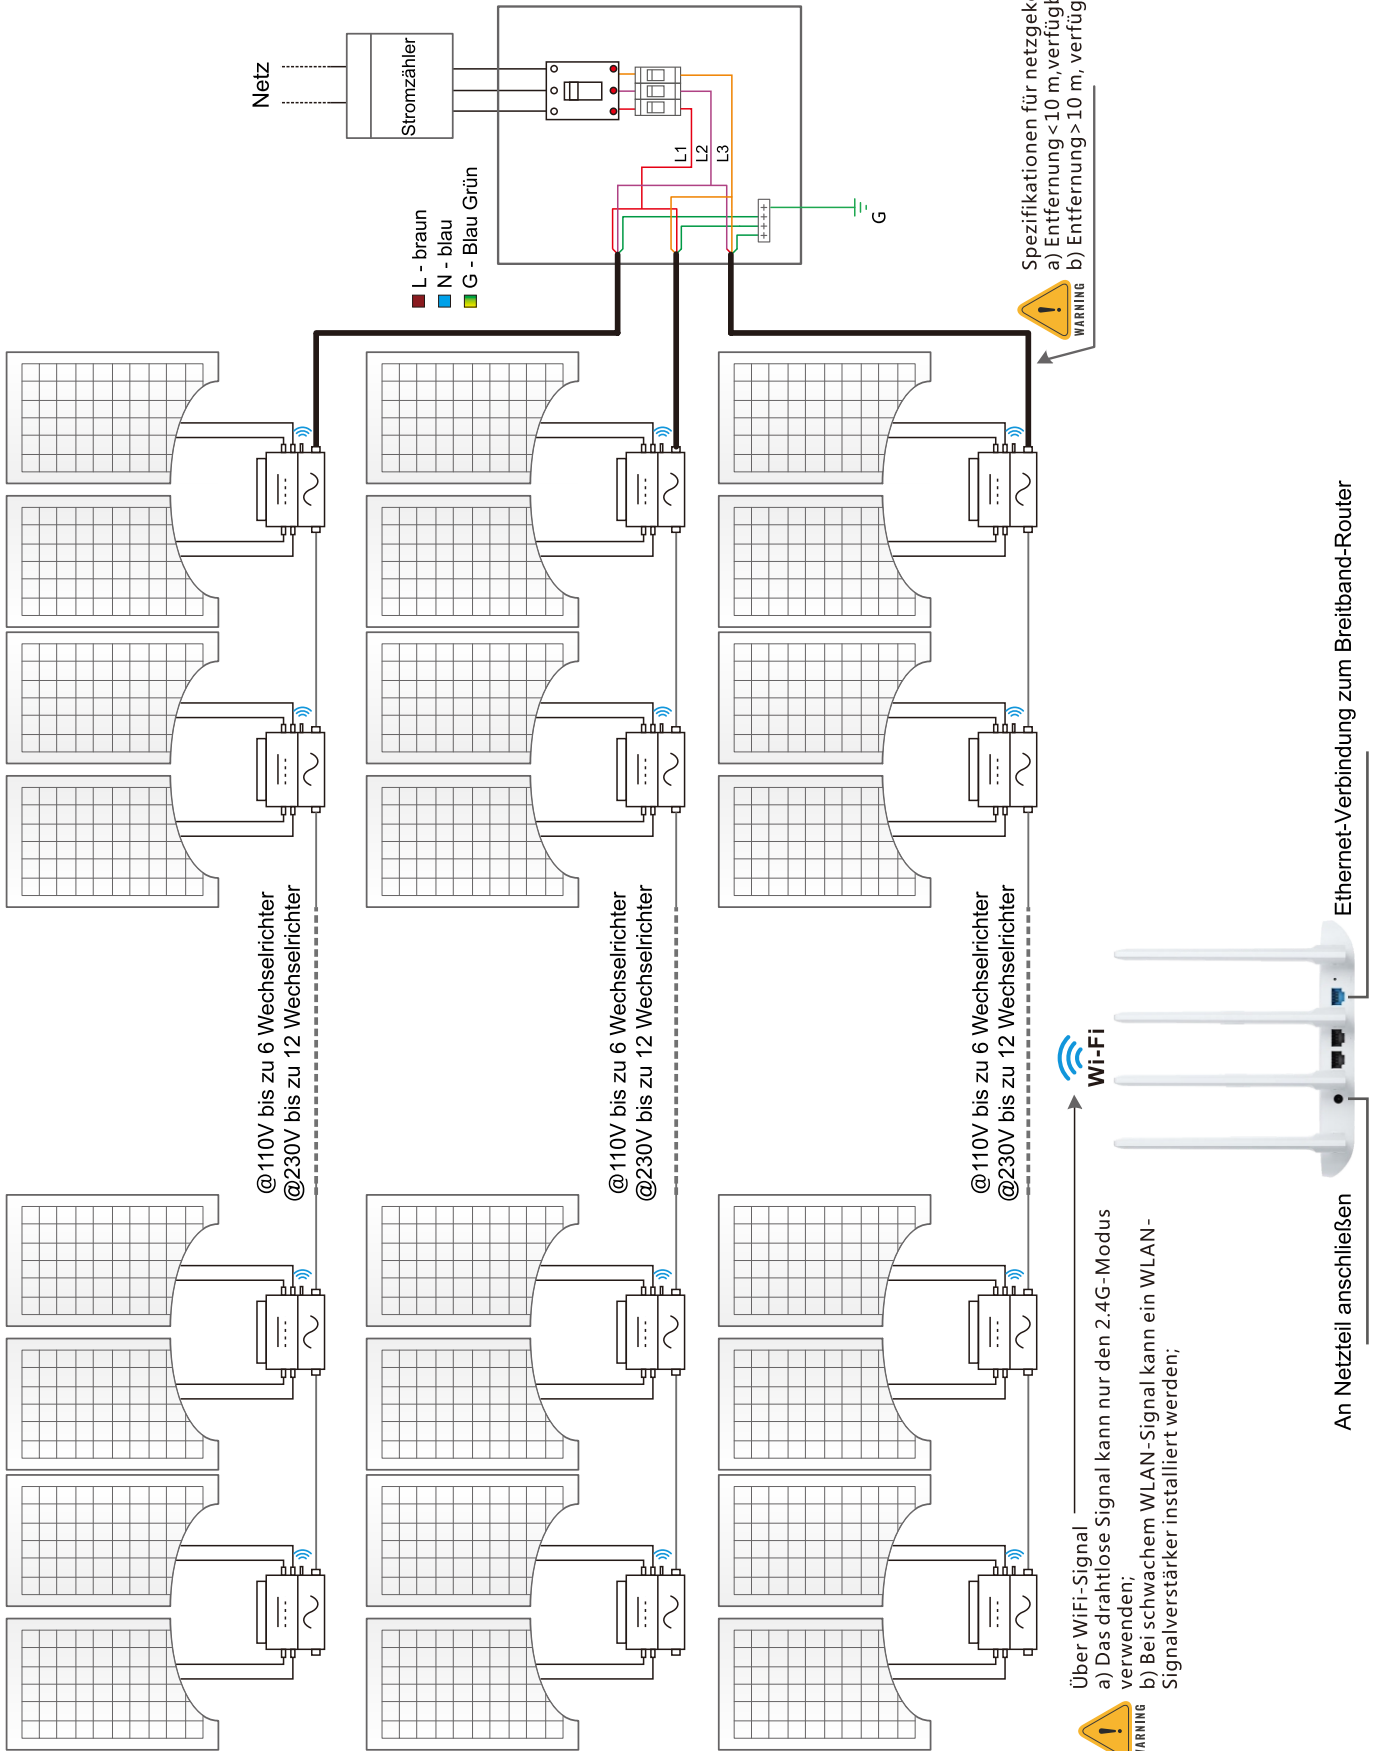 Netz
Stromzähler
L - braun
N - blau
G - Blau Grün
L1
L2
L3
G
Spezifikationen für
a) Entfernung<10 m,
b) Entfernung>10 m,
WARNING
@110V bis zu 6 Wechselrichter
@230V bis zu 12 Wechselrichter
@110V bis zu 6 Wechselrichter
@230V bis zu 12 Wechselrichter
@110V bis zu 6 Wechselrichter
@230V bis zu 12 Wechselrichter
Über WiFi-Signal
a) Das drahtlose Signal kann nur den 2.4G-Modus
verwenden;
b) Bei schwachem WLAN-Signal kann ein WLAN-
Signalverstärker installiert werden;
WARNING
Wi-Fi
Ethernet-Verbindung zum Breitband-Router
An Netzteil anschließen